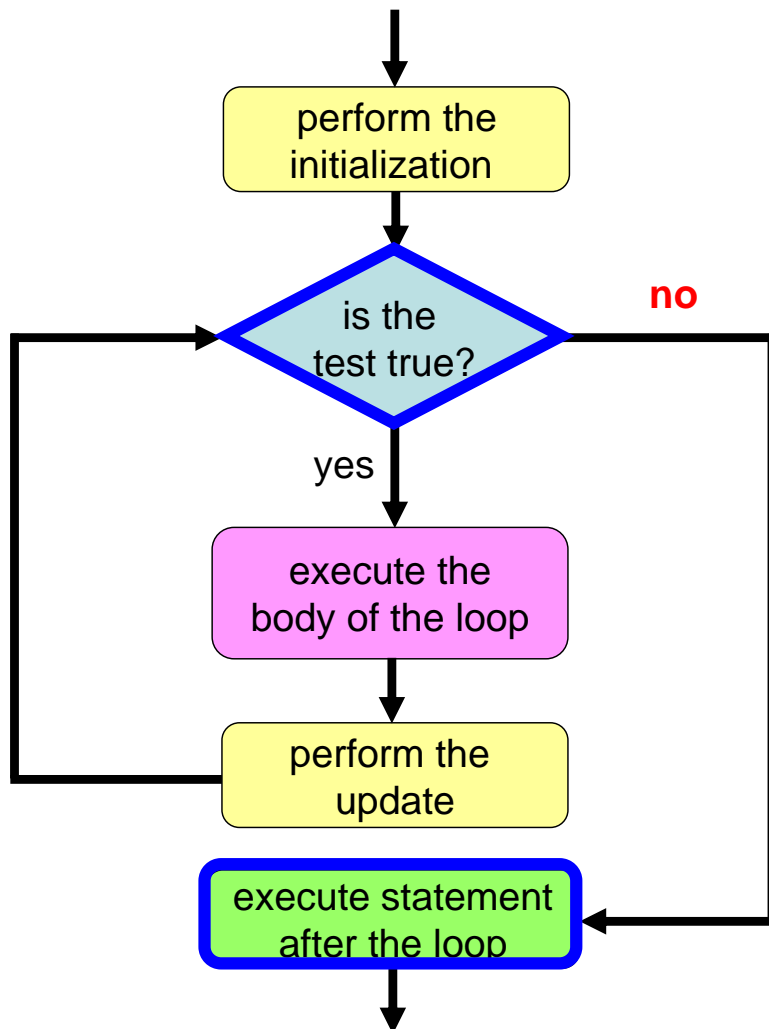 perform the
initialization
no
is the
test true?
yes
execute the
body of the loop
perform the
update
execute statement
after the loop